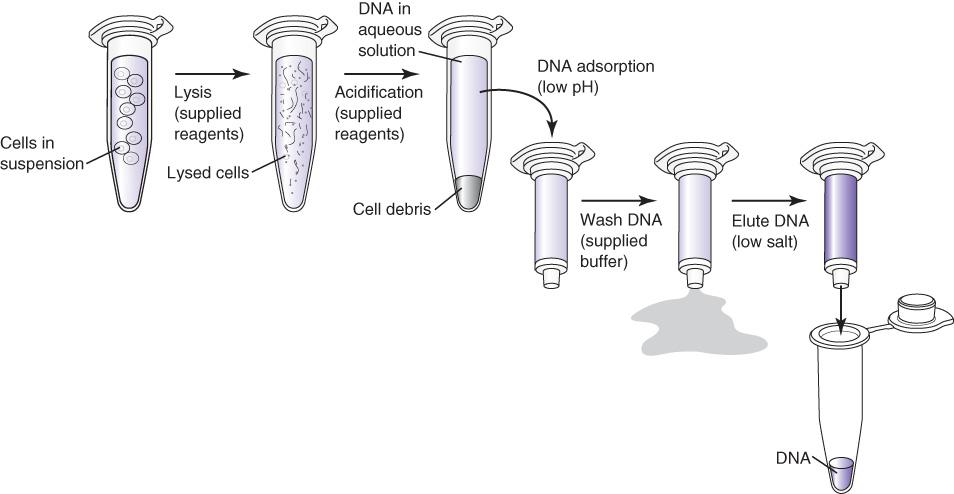 Cells in
suspension
Lysis
(supplied
reagents)
Lysed cells
Acidification
(supplied
reagents)
DNA in
aqueous
solution
Cell debris
DNA adsorption
(low pH)
Wash DNA
(supplied
buffer)
Elute DNA
(low salt)
DNA